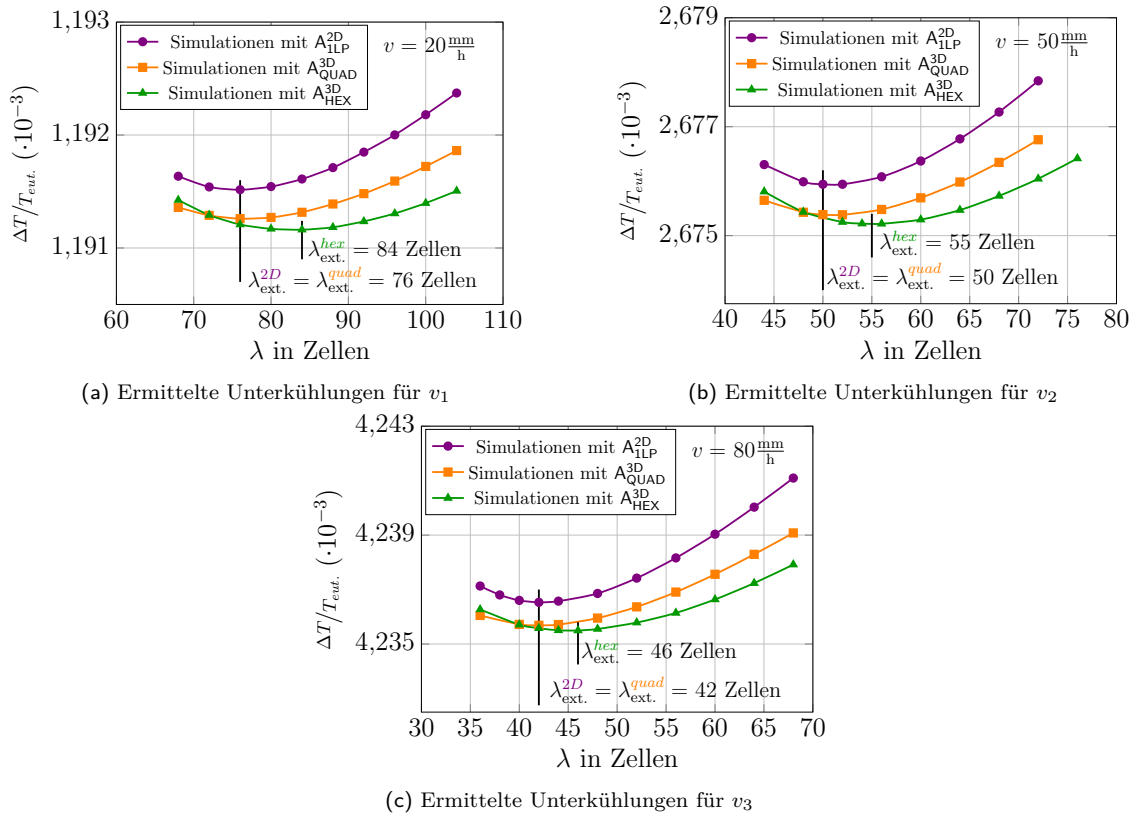 1,193
1,192
1,191
ΔT/T_eut. (·10⁻³)
Simulationen mit A^2D_1LP
Simulationen mit A^3D_QUAD
Simulationen mit A^3D_HEX
v = 20 mm/h
λ^hex_ext. = 84 Zellen
λ^2D_ext. = λ^quad_ext. = 76 Zellen
60 70 80 90 100 110
λ in Zellen
(a) Ermittelte Unterkühlungen für v₁
2,679
2,677
2,675
ΔT/T_eut. (·10⁻³)
Simulationen mit A^2D_1LP
Simulationen mit A^3D_QUAD
Simulationen mit A^3D_HEX
v = 50 mm/h
λ^hex_ext. = 55 Zellen
λ^2D_ext. = λ^quad_ext. = 50 Zellen
40 45 50 55 60 65 70 75 80
λ in Zellen
(b) Ermittelte Unterkühlungen für v₂
4,243
4,239
4,235
ΔT/T_eut. (·10⁻³)
Simulationen mit A^2D_1LP
Simulationen mit A^3D_QUAD
Simulationen mit A^3D_HEX
v = 80 mm/h
λ^hex_ext. = 46 Zellen
λ^2D_ext. = λ^quad_ext. = 42 Zellen
30 35 40 45 50 55 60 65 70
λ in Zellen
(c) Ermittelte Unterkühlungen für v₃